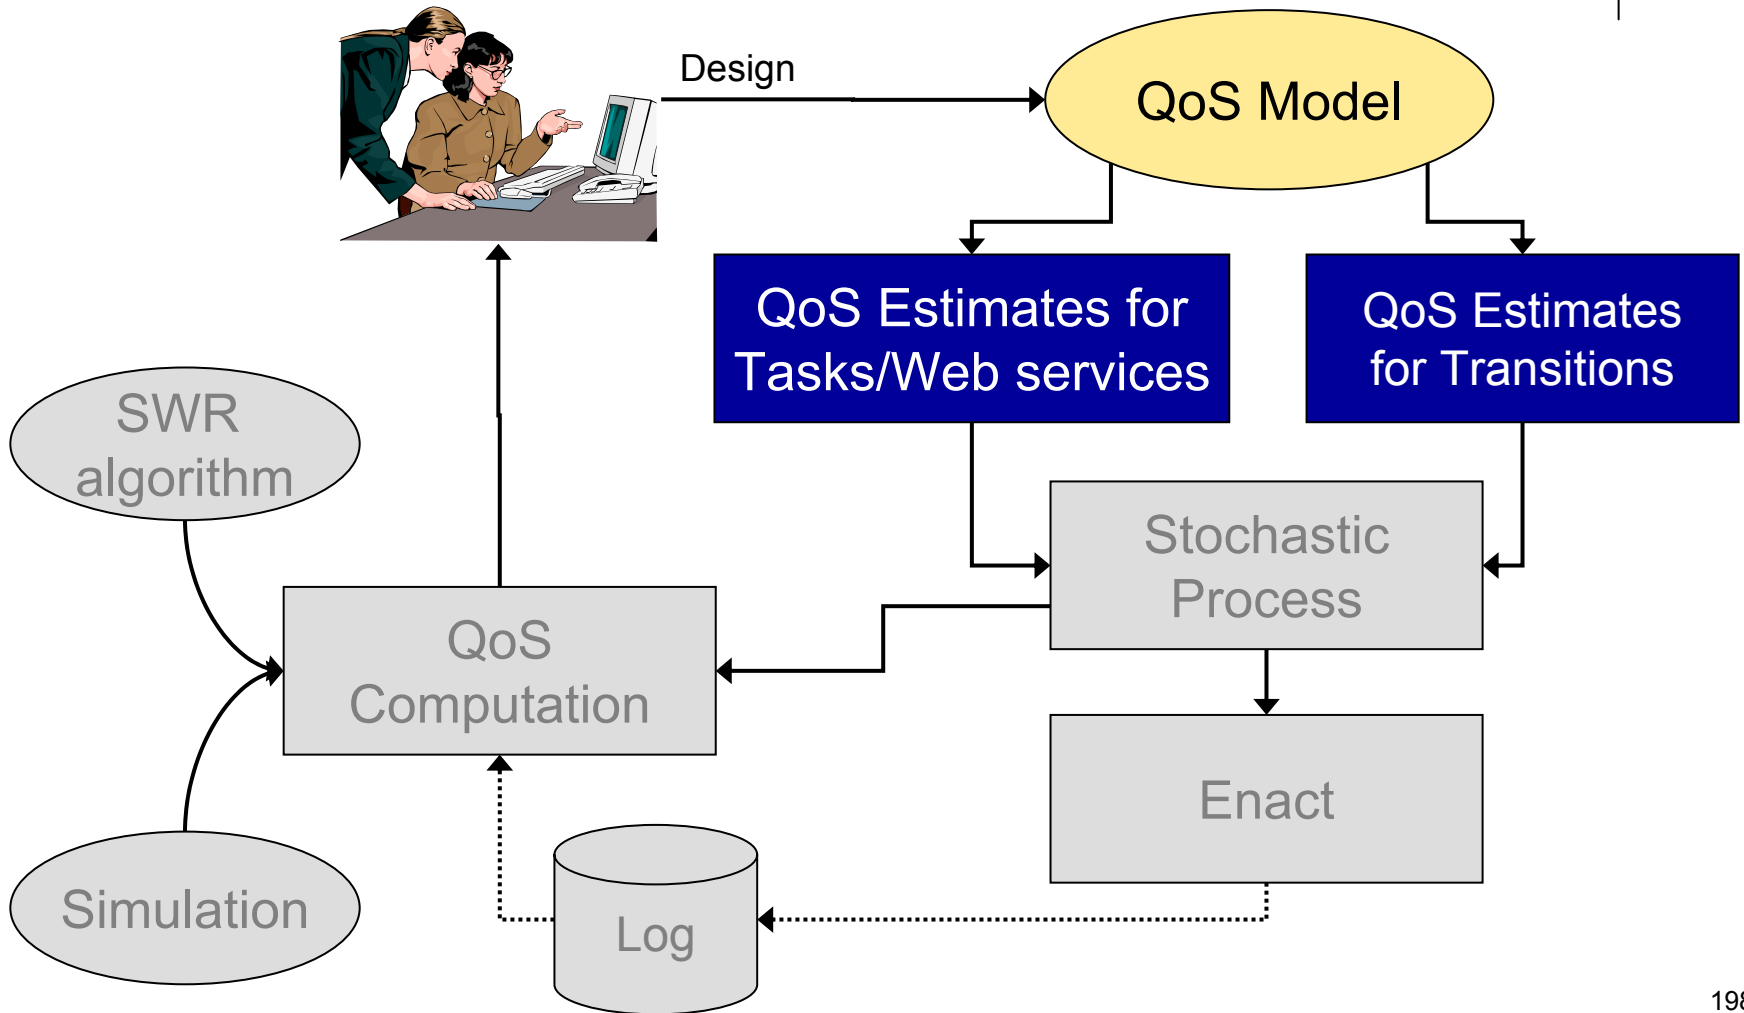 Design
QoS Model
QoS Estimates for
Tasks/Web services
QoS Estimates
for Transitions
SWR
algorithm
Stochastic
Process
QoS
Computation
Enact
Simulation
Log
198